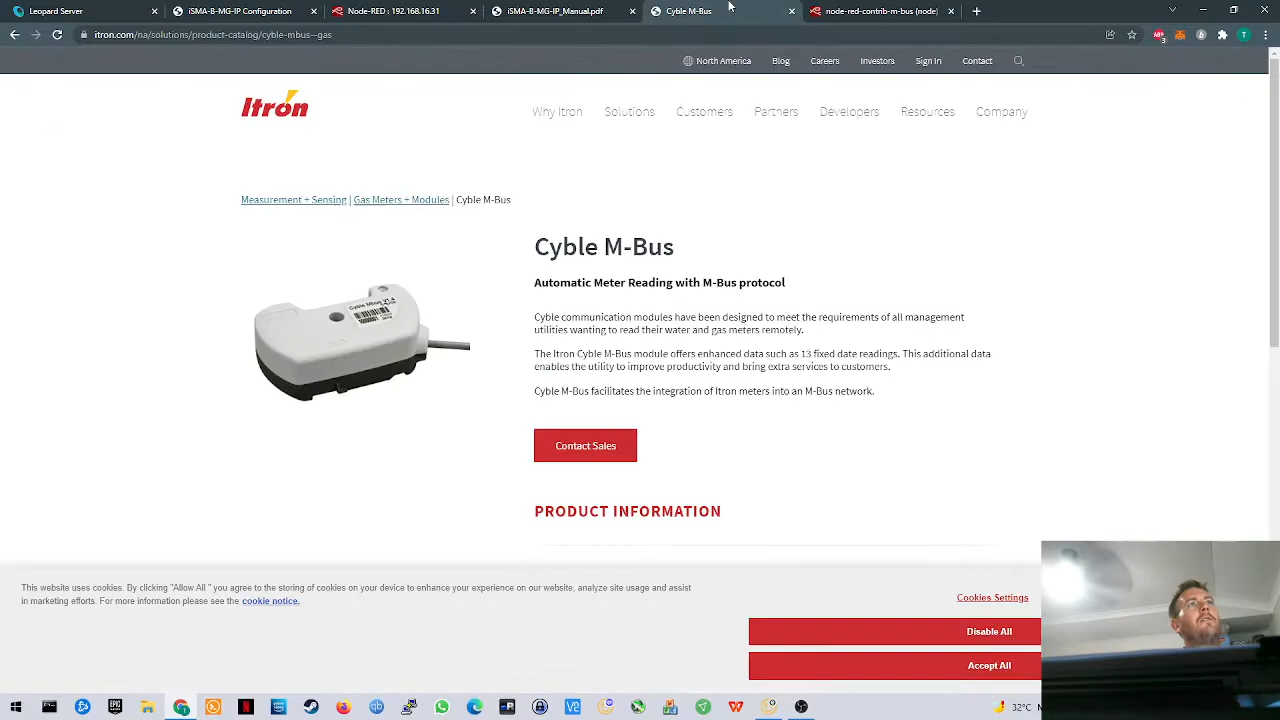 Leopard Server
iSMA-B-MG-IP Configuration
Node-RED : 192.168.16.31
iSMA-B-MG-IP_Manual.pdf
Cyble M-Bus
node-red-contrib-m-bus (node)
itron.com/na/solutions/product-catalog/cyble-mbus--gas
North America
Blog
Careers
Investors
Sign In
Contact
Itron
Why Itron
Solutions
Customers
Partners
Developers
Resources
Company
Measurement + Sensing | Gas Meters + Modules | Cyble M-Bus
Cyble M-Bus
Automatic Meter Reading with M-Bus protocol
Cyble communication modules have been designed to meet the requirements of all management
utilities wanting to read their water and gas meters remotely.
The Itron Cyble M-Bus module offers enhanced data such as 13 fixed date readings. This additional data
enables the utility to improve productivity and bring extra services to customers.
Cyble M-Bus facilitates the integration of Itron meters into an M-Bus network.
Cyble MBus V1.4
Contact Sales
PRODUCT INFORMATION
This website uses cookies. By clicking "Allow All " you agree to the storing of cookies on your device to enhance your experience on our website, analyze site usage and assist
in marketing efforts. For more information please see the cookie notice.
Cookies Settings
Disable All
Accept All
32°C